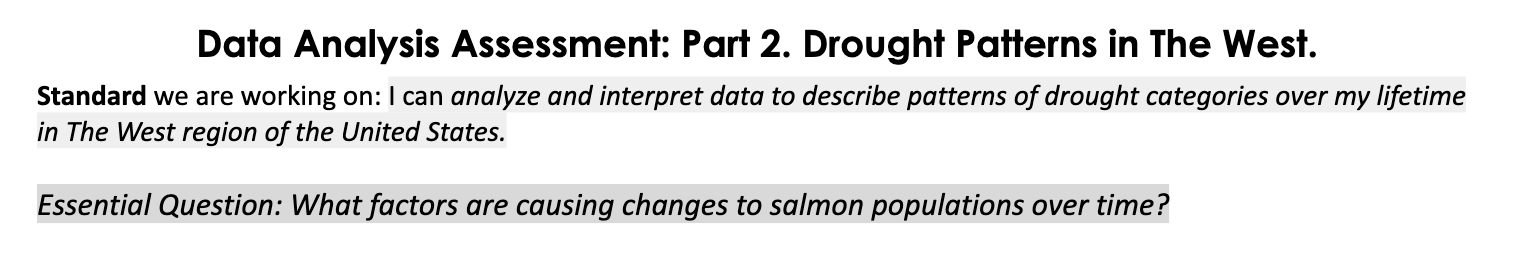 Data Analysis Assessment: Part 2. Drought Patterns in The West.
Standard we are working on: I can analyze and interpret data to describe patterns of drought categories over my lifetime
in The West region of the United States.
Essential Question: What factors are causing changes to salmon populations over time?